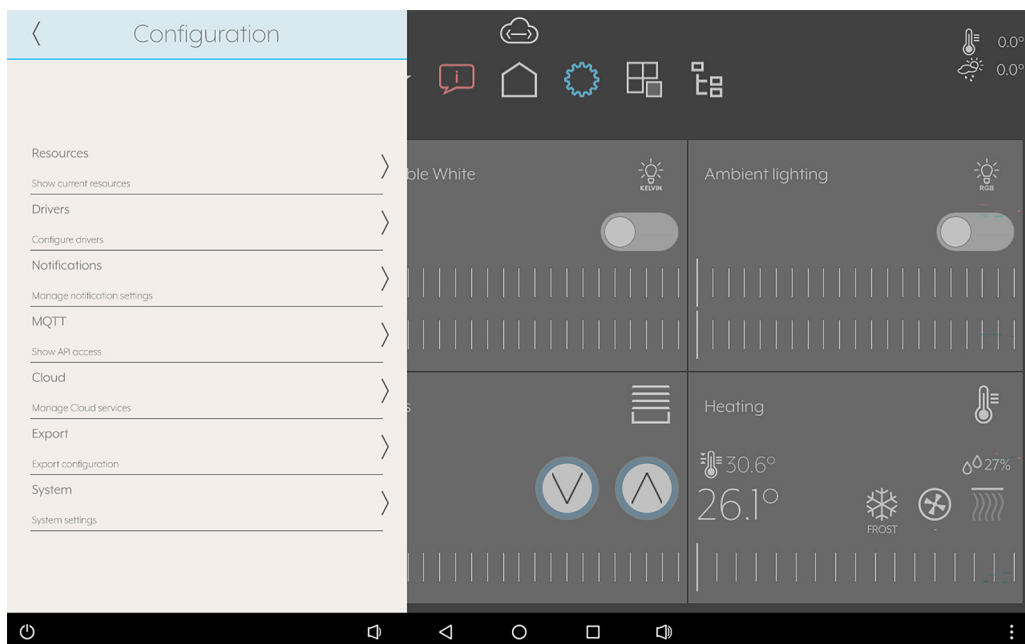 Configuration
0.0°
0.0°
Resources
Show current resources
Drivers
Configure drivers
Notifications
Manage notification settings
MQTT
Show API access
Cloud
Manage Cloud services
Export
Export configuration
System
System settings
ble White
KELVIN
Ambient lighting
RGB
s
Heating
30.6°
27%
26.1°
FROST
-